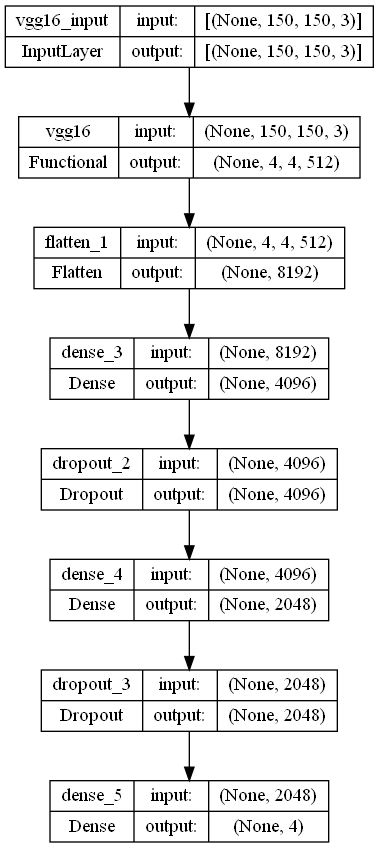 vgg16_input input: [(None, 150, 150, 3)]
InputLayer output: [(None, 150, 150, 3)]
vgg16 input: (None, 150, 150, 3)
Functional output: (None, 4, 4, 512)
flatten_1 input: (None, 4, 4, 512)
Flatten output: (None, 8192)
dense_3 input: (None, 8192)
Dense output: (None, 4096)
dropout_2 input: (None, 4096)
Dropout output: (None, 4096)
dense_4 input: (None, 4096)
Dense output: (None, 2048)
dropout_3 input: (None, 2048)
Dropout output: (None, 2048)
dense_5 input: (None, 2048)
Dense output: (None, 4)